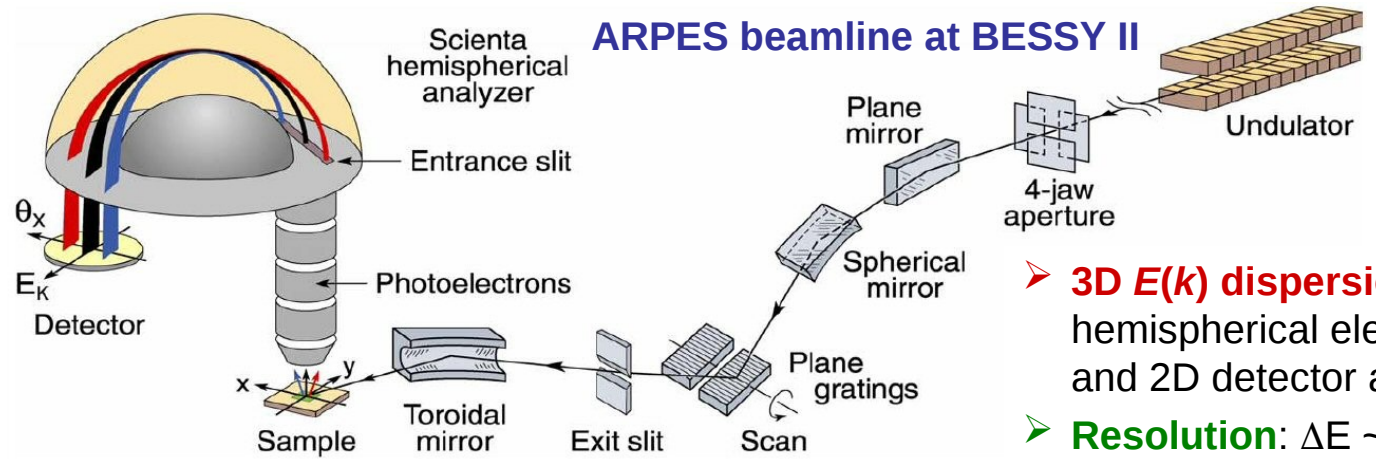 ARPES beamline at BESSY II
Scienta
hemispherical
analyzer
Entrance slit
Plane
mirror
Undulator
4-jaw
aperture
θX
EK
Detector
Photoelectrons
Spherical
mirror
Plane
gratings
x
y
Sample
Toroidal
mirror
Exit slit
Scan
➢ 3D E(k)
hemispherical
and 2D detector
➢ Resolution: ΔE ~